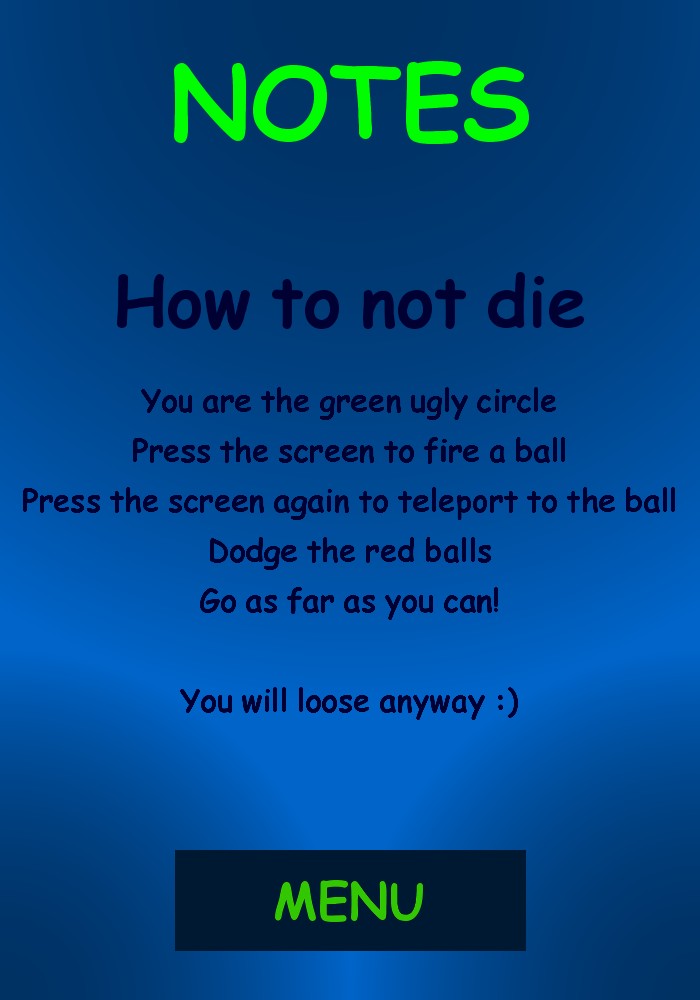 NOTES
How to not die
You are the green ugly circle
Press the screen to fire a ball
Press the screen again to teleport to the ball
Dodge the red balls
Go as far as you can!
You will loose anyway :)
MENU